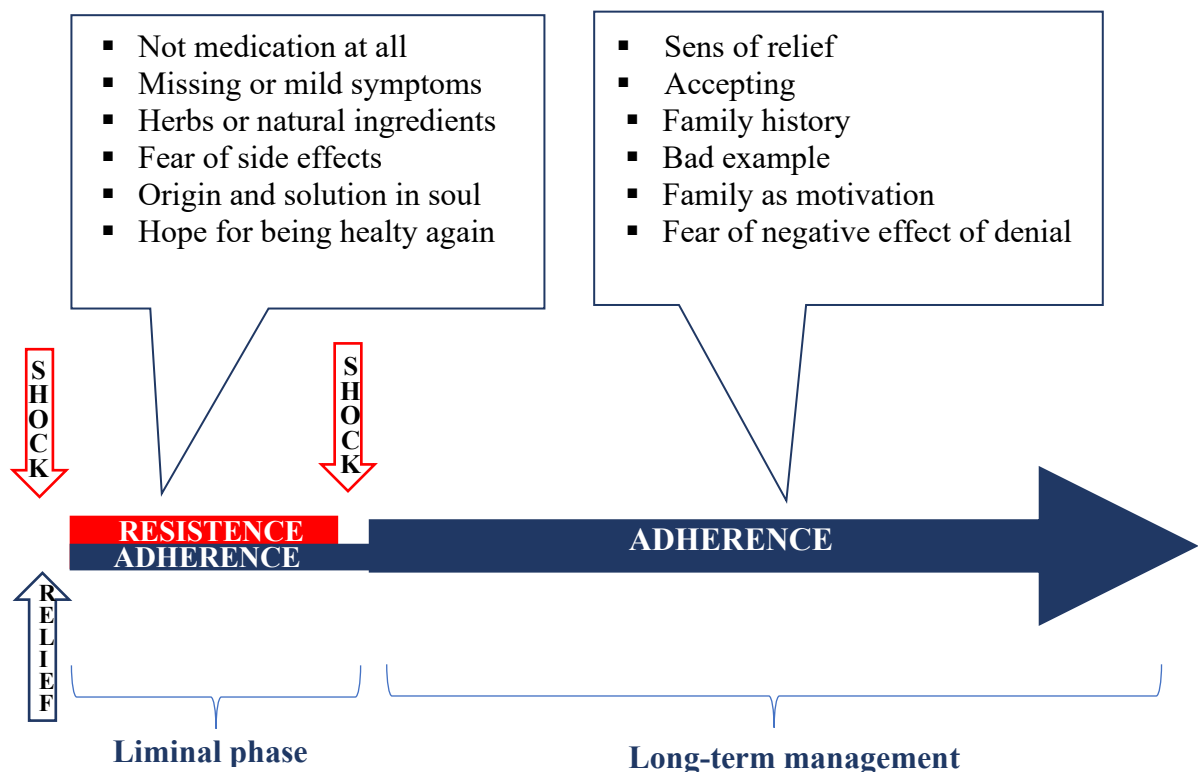 ▪ Not medication at all
▪ Missing or mild symptoms
▪ Herbs or natural ingredients
▪ Fear of side effects
▪ Origin and solution in soul
▪ Hope for being healty again
▪ Sens of relief
▪ Accepting
▪ Family history
▪ Bad example
▪ Family as motivation
▪ Fear of negative effect of denial
SHOCK
SHOCK
RESISTENCE
ADHERENCE
ADHERENCE
RELIEF
Liminal phase
Long-term management